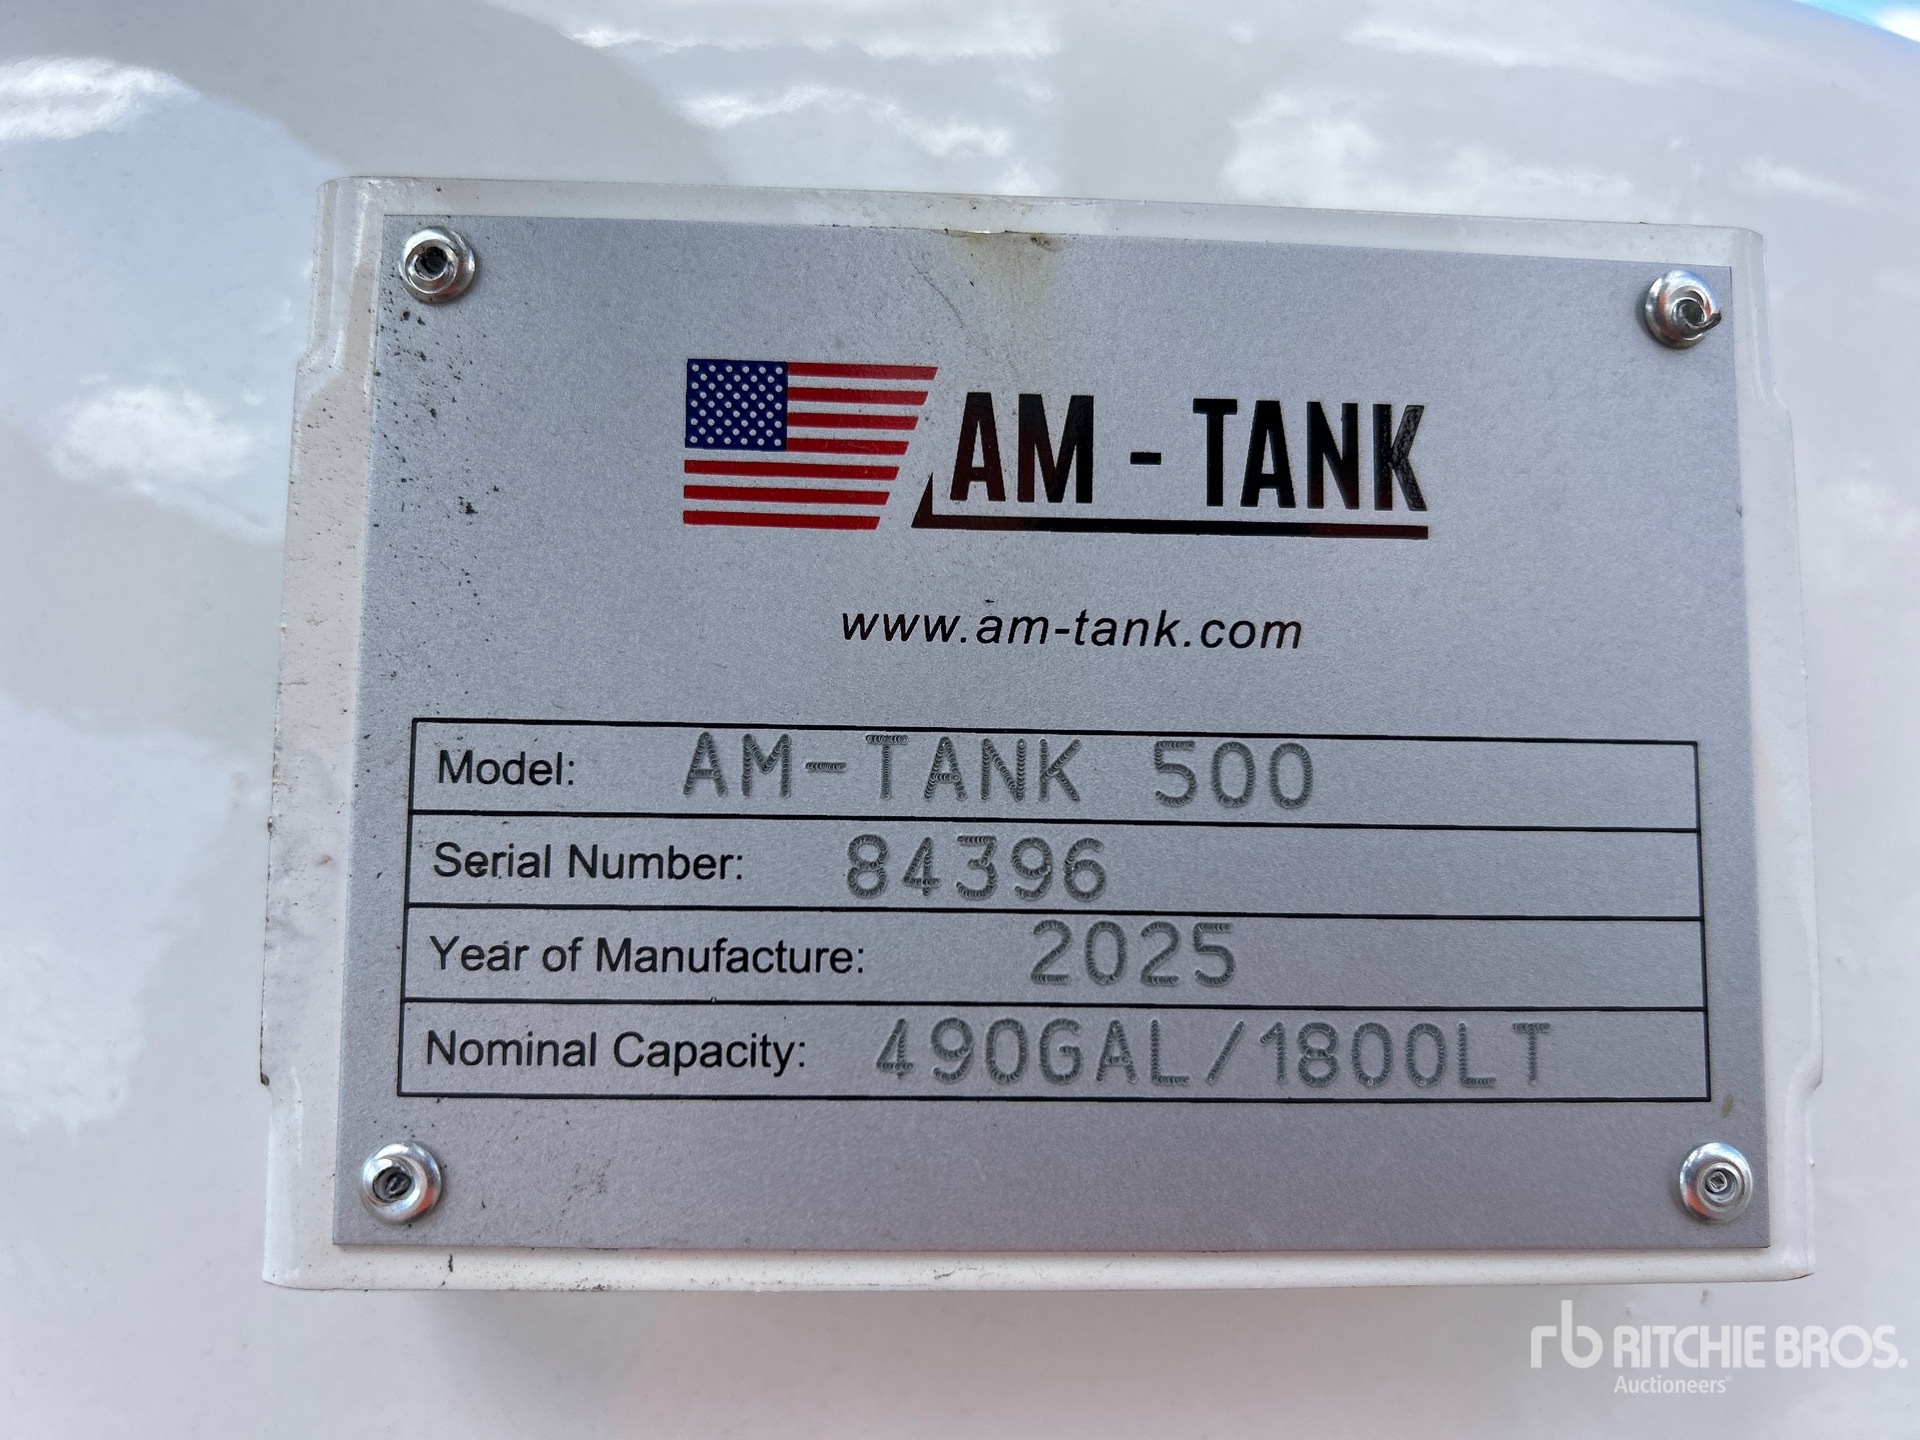 AM - TANK
www.am-tank.com
Model: AM-TANK 500
Serial Number: 84396
Year of Manufacture: 2025
Nominal Capacity: 490GAL/1800LT
rb RITCHIE BROS.
Auctioneers